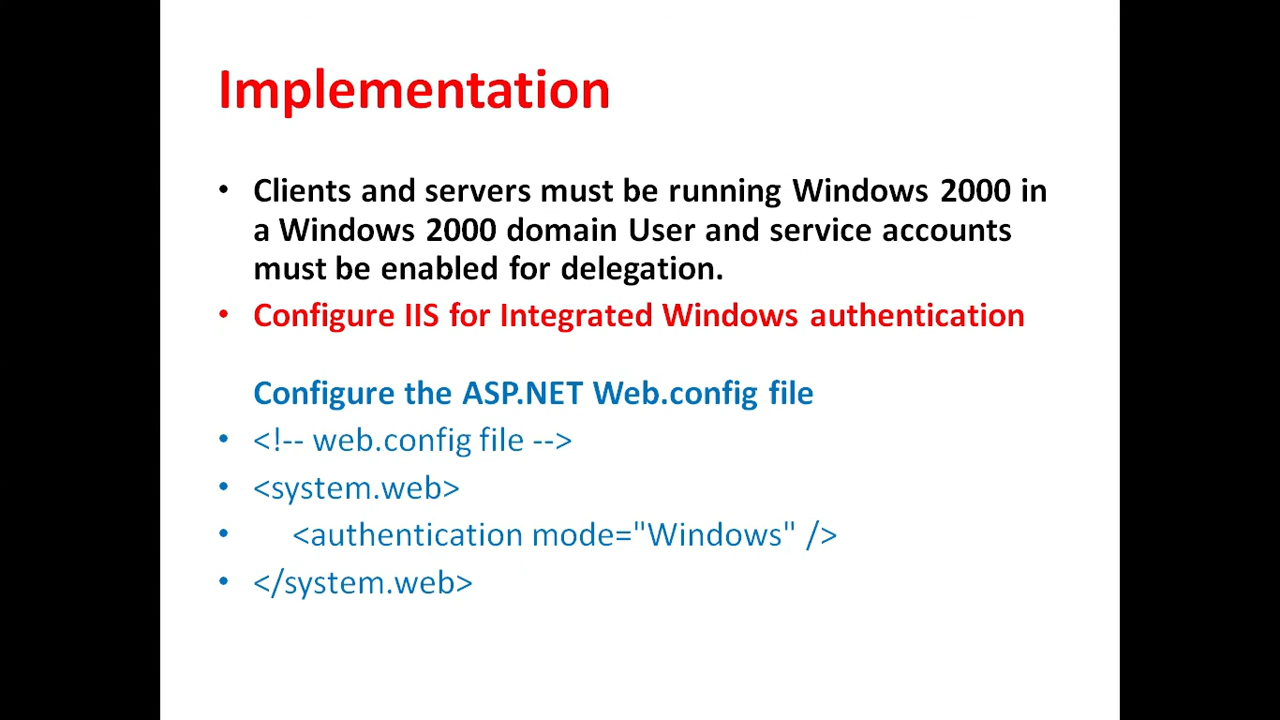 Implementation
• Clients and servers must be running Windows 2000 in
a Windows 2000 domain User and service accounts
must be enabled for delegation.
• Configure IIS for Integrated Windows authentication
Configure the ASP.NET Web.config file
• <!-- web.config file -->
• <system.web>
• <authentication mode="Windows" />
• </system.web>